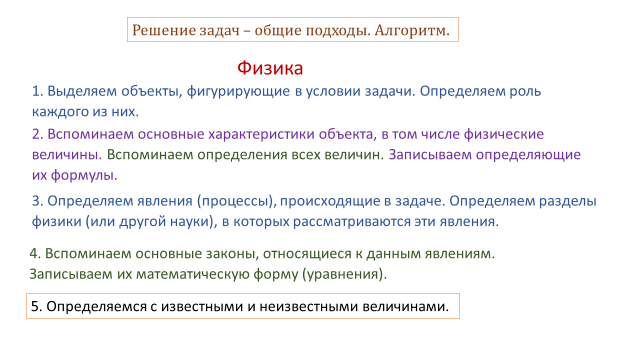 Решение задач – общие подходы. Алгоритм.
Физика
1. Выделяем объекты, фигурирующие в условии задачи. Определяем роль
каждого из них.
2. Вспоминаем основные характеристики объекта, в том числе физические
величины. Вспоминаем определения всех величин. Записываем определяющие
их формулы.
3. Определяем явления (процессы), происходящие в задаче. Определяем разделы
физики (или другой науки), в которых рассматриваются эти явления.
4. Вспоминаем основные законы, относящиеся к данным явлениям.
Записываем их математическую форму (уравнения).
5. Определяемся с известными и неизвестными величинами.